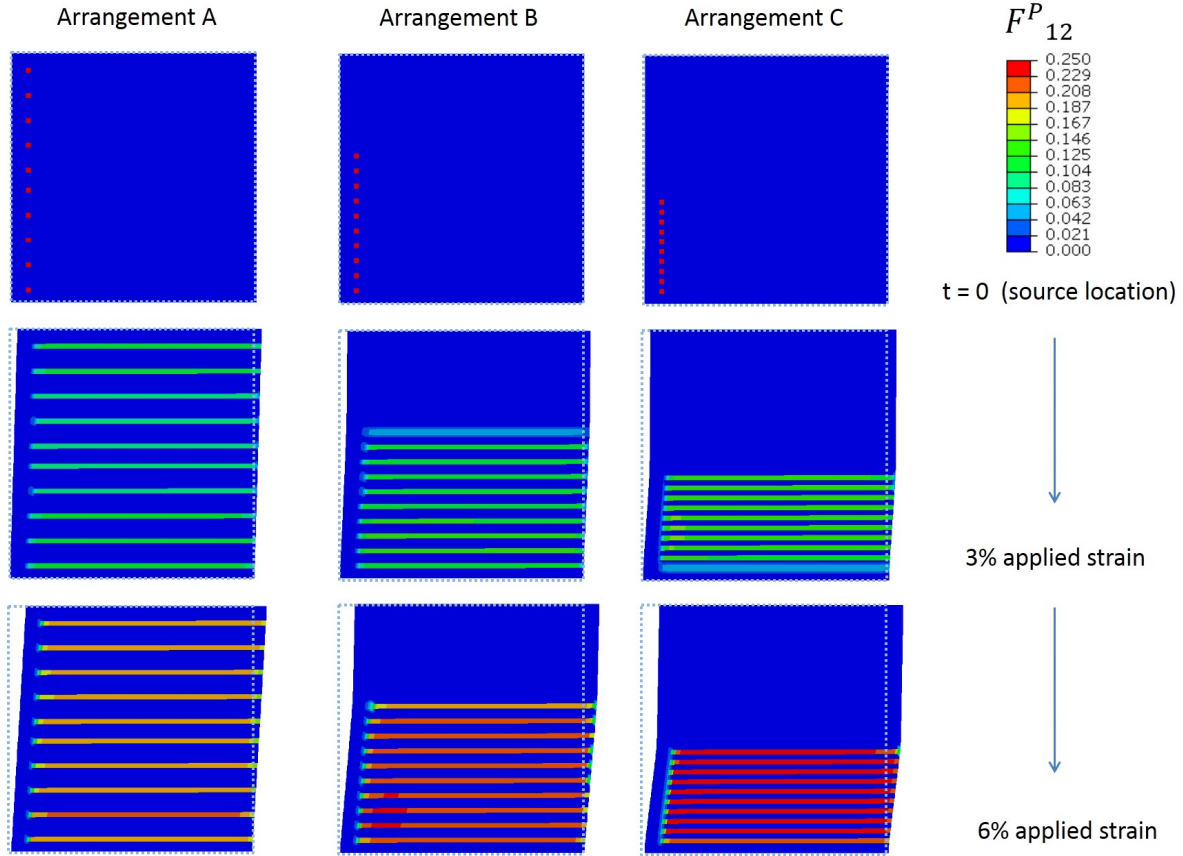 Arrangement A
Arrangement B
Arrangement C
F^P_12
0.250
0.229
0.208
0.187
0.167
0.146
0.125
0.104
0.083
0.063
0.042
0.021
0.000
t = 0 (source location)
3% applied strain
6% applied strain